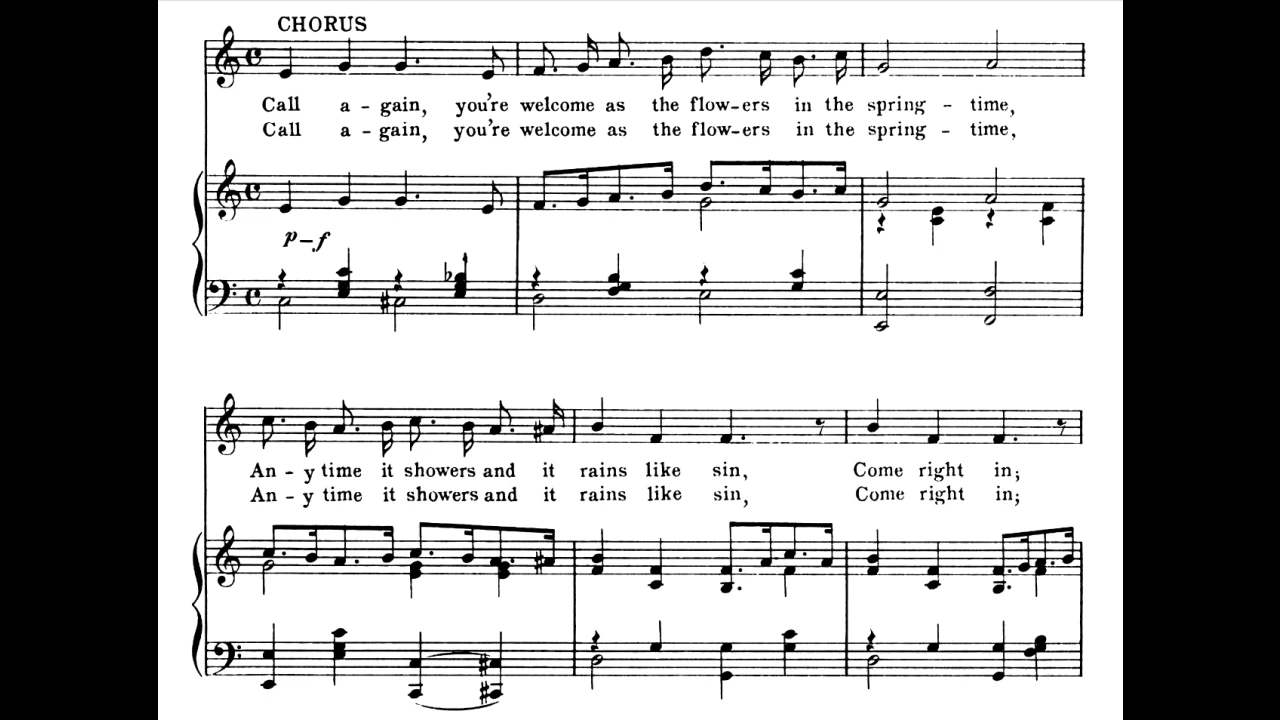 CHORUS
Call a - gain, you're welcome as the flow-ers in the spring - time,
Call a - gain, you're welcome as the flow-ers in the spring - time,
p-f
An - y time it showers and it rains like sin, Come right in;
An - y time it showers and it rains like sin, Come right in;